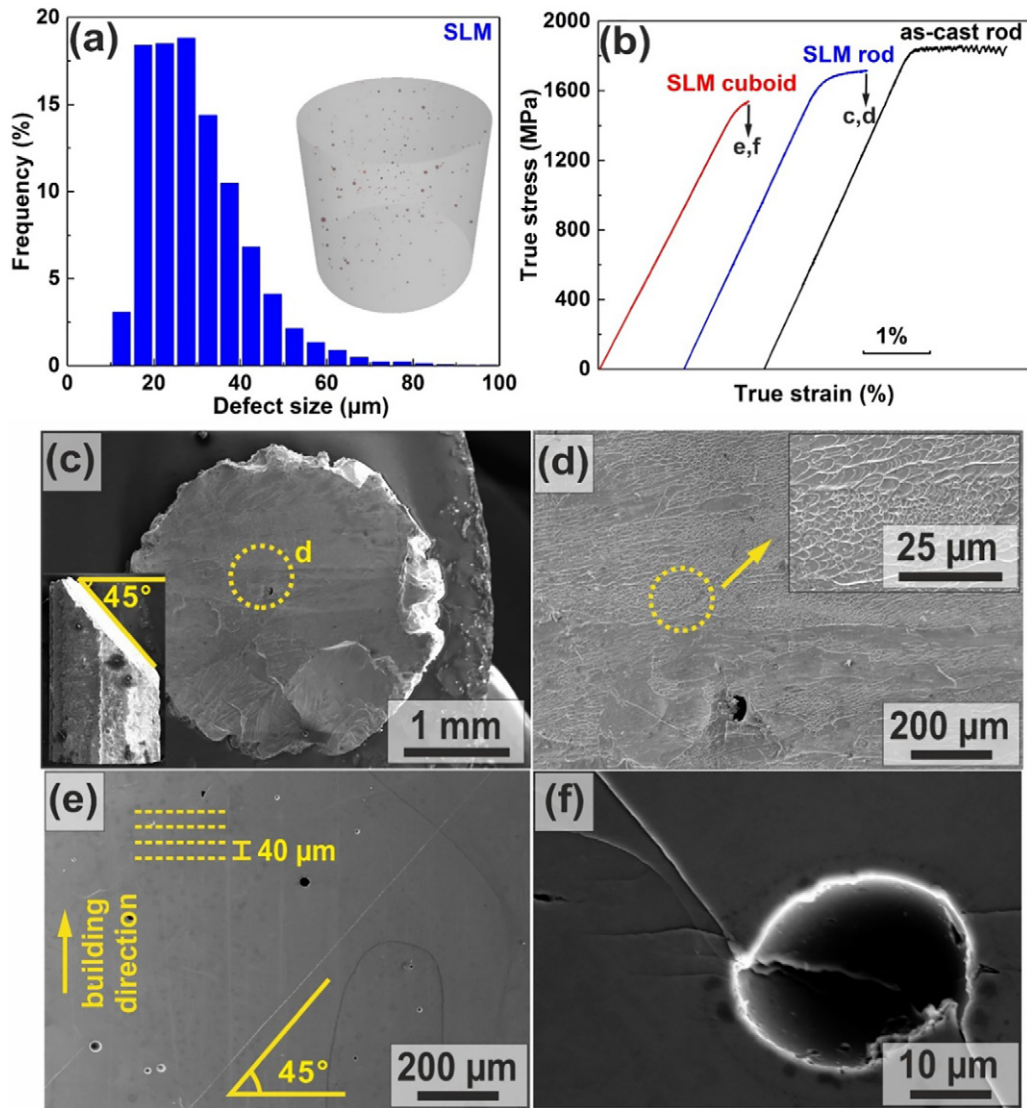 (a)
SLM
20
15
10
5
0
Frequency (%)
0 20 40 60 80 100
Defect size (µm)
(b)
2000
1600
1200
800
400
0
True stress (MPa)
as-cast rod
SLM rod
SLM cuboid
c,d
e,f
1%
True strain (%)
(c)
d
45°
1 mm
(d)
25 µm
200 µm
(e)
40 µm
building
direction
45°
200 µm
(f)
10 µm